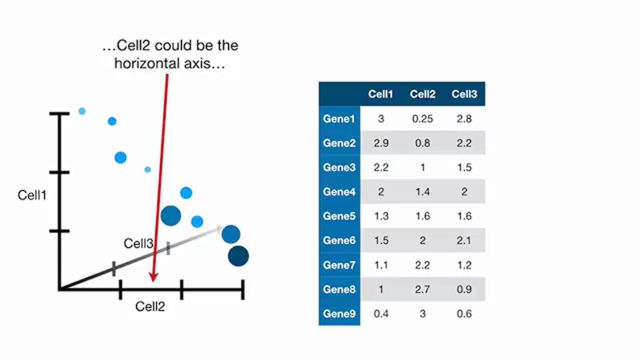 …Cell2 could be the
horizontal axis…
Cell1
Cell3
Cell2
Cell1 Cell2 Cell3
Gene1 3 0.25 2.8
Gene2 2.9 0.8 2.2
Gene3 2.2 1 1.5
Gene4 2 1.4 2
Gene5 1.3 1.6 1.6
Gene6 1.5 2 2.1
Gene7 1.1 2.2 1.2
Gene8 1 2.7 0.9
Gene9 0.4 3 0.6